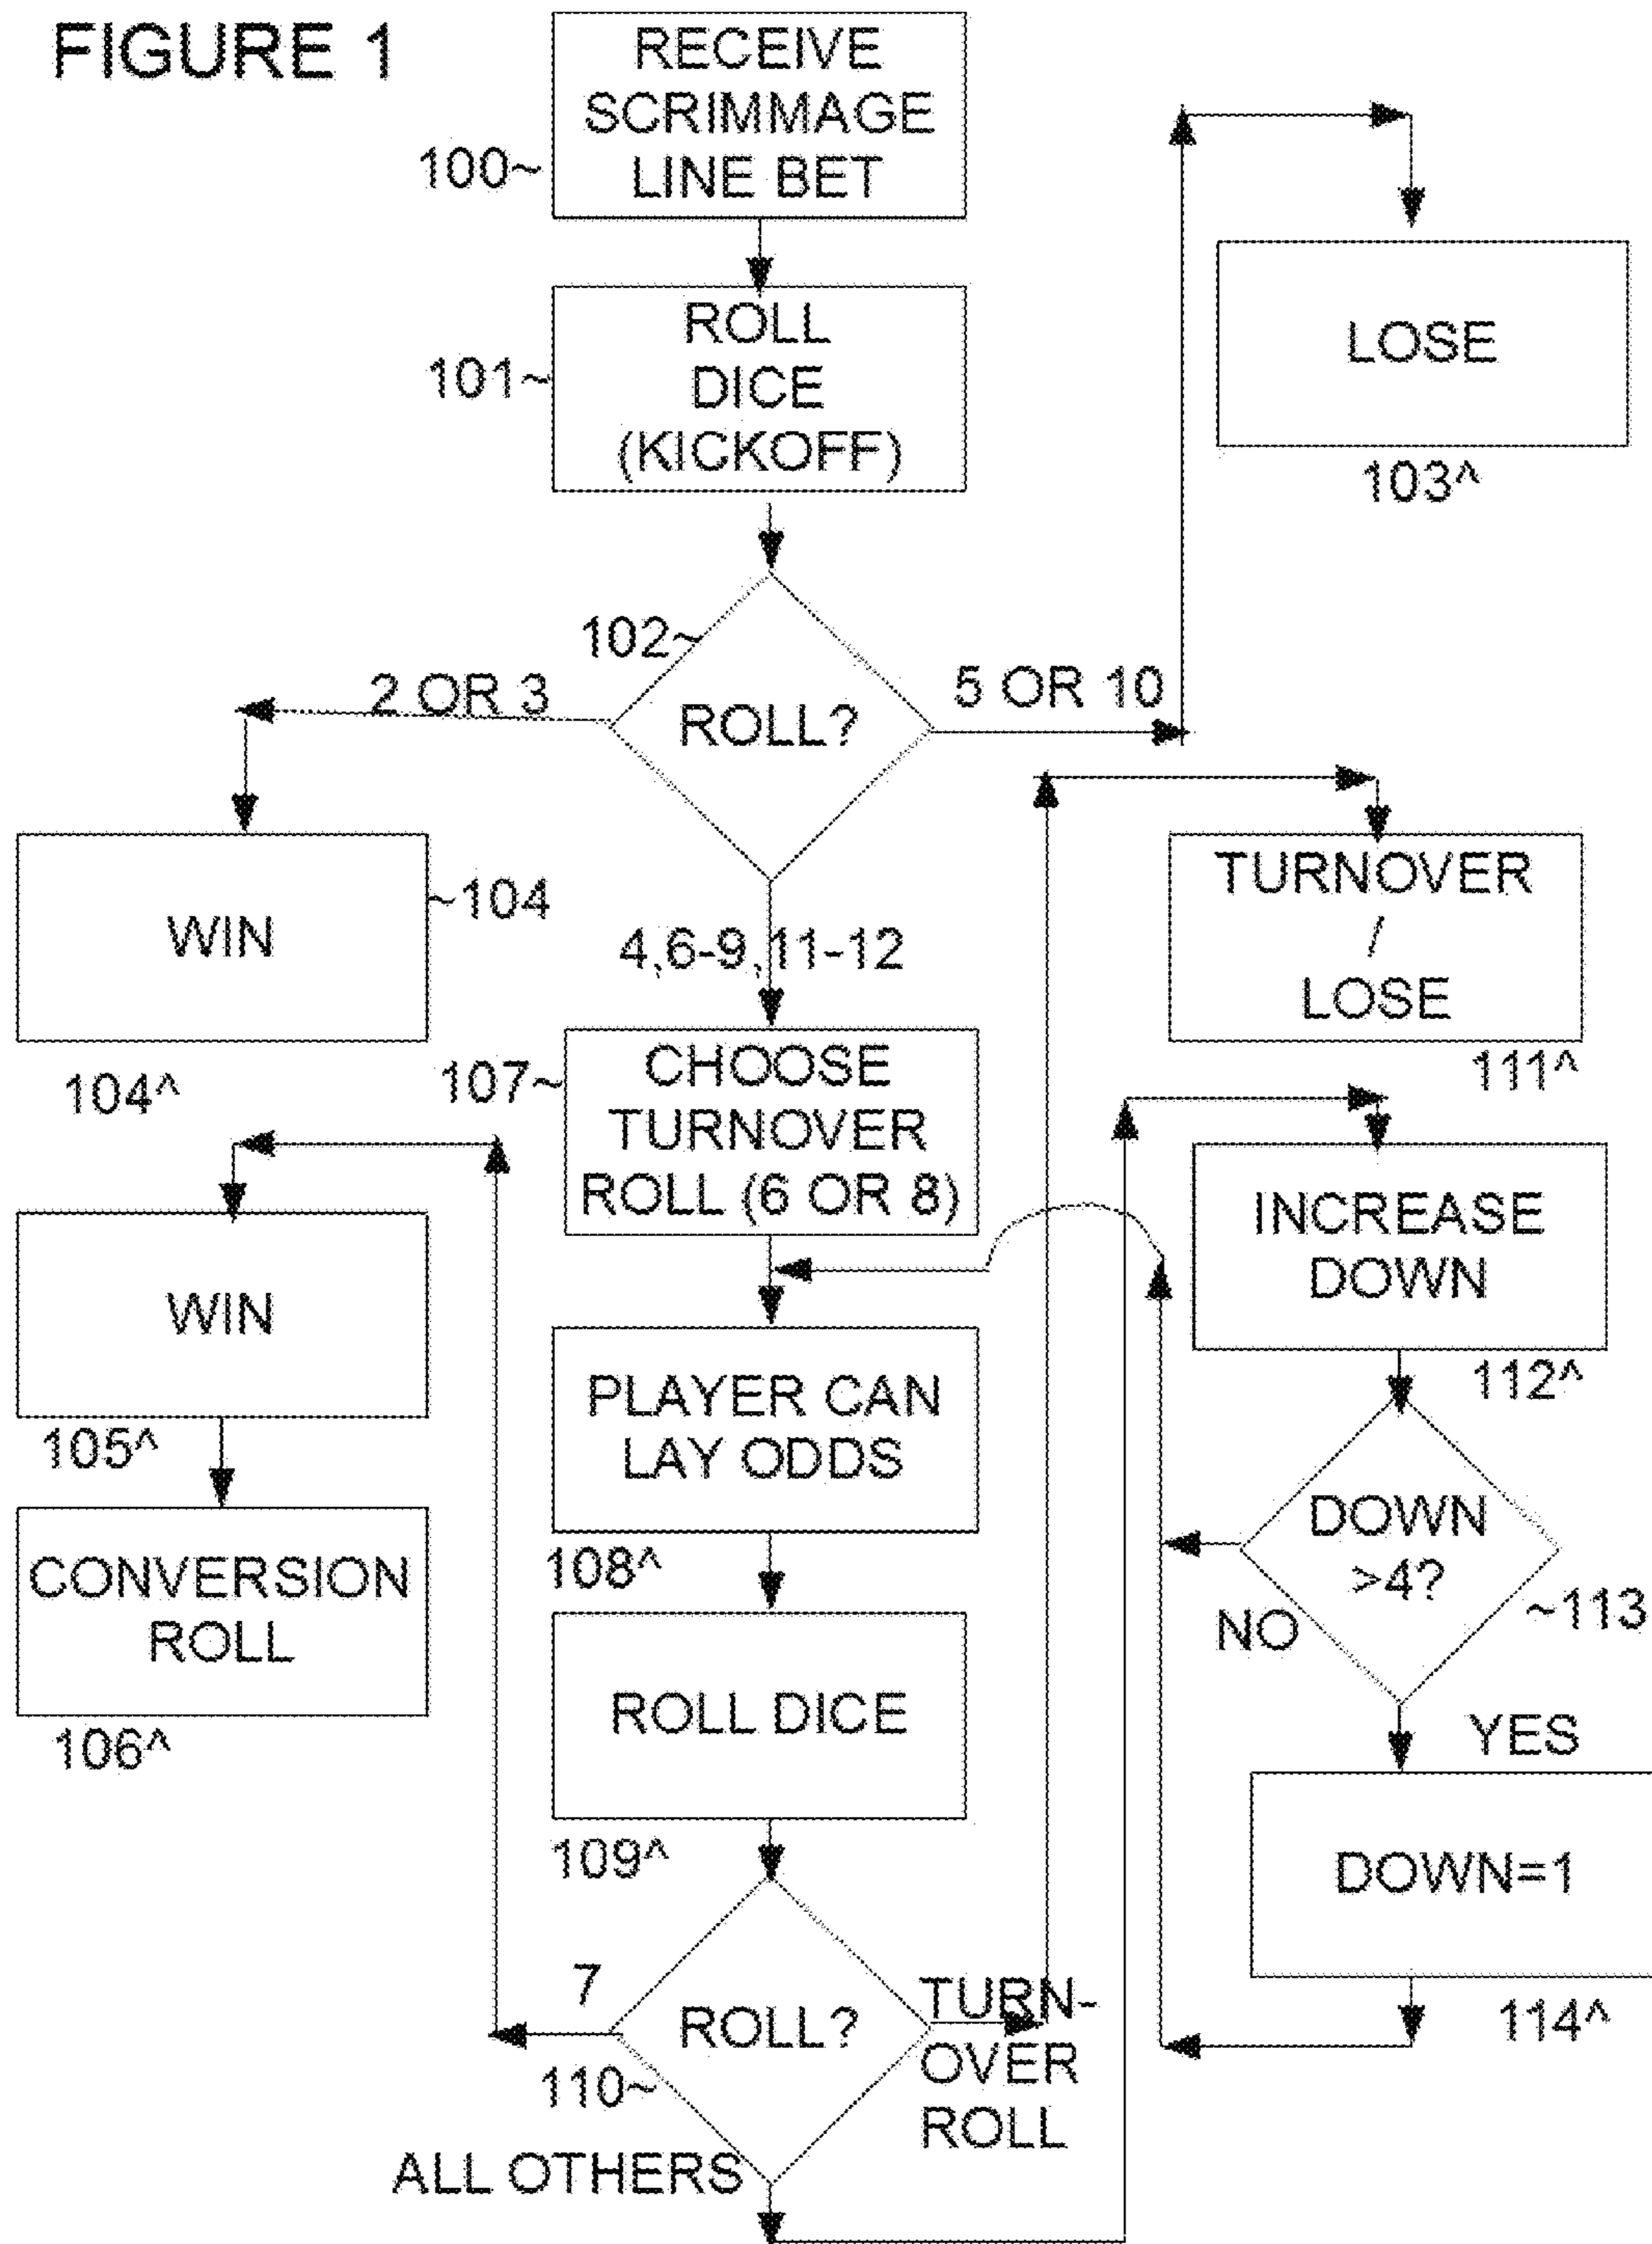 FIGURE 1
RECEIVE
SCRIMMAGE
LINE BET
100~
ROLL
DICE
(KICKOFF)
101~
LOSE
103^
102~
ROLL?
2 OR 3
5 OR 10
WIN
~104
104^
4,6-9,11-12
TURNOVER
/
LOSE
111^
107~
CHOOSE
TURNOVER
ROLL (6 OR 8)
INCREASE
DOWN
112^
WIN
105^
PLAYER CAN
LAY ODDS
108^
DOWN
>4?
~113
NO
YES
CONVERSION
ROLL
106^
ROLL DICE
109^
DOWN=1
114^
7
ROLL?
110~
TURN-
OVER
ROLL
ALL OTHERS